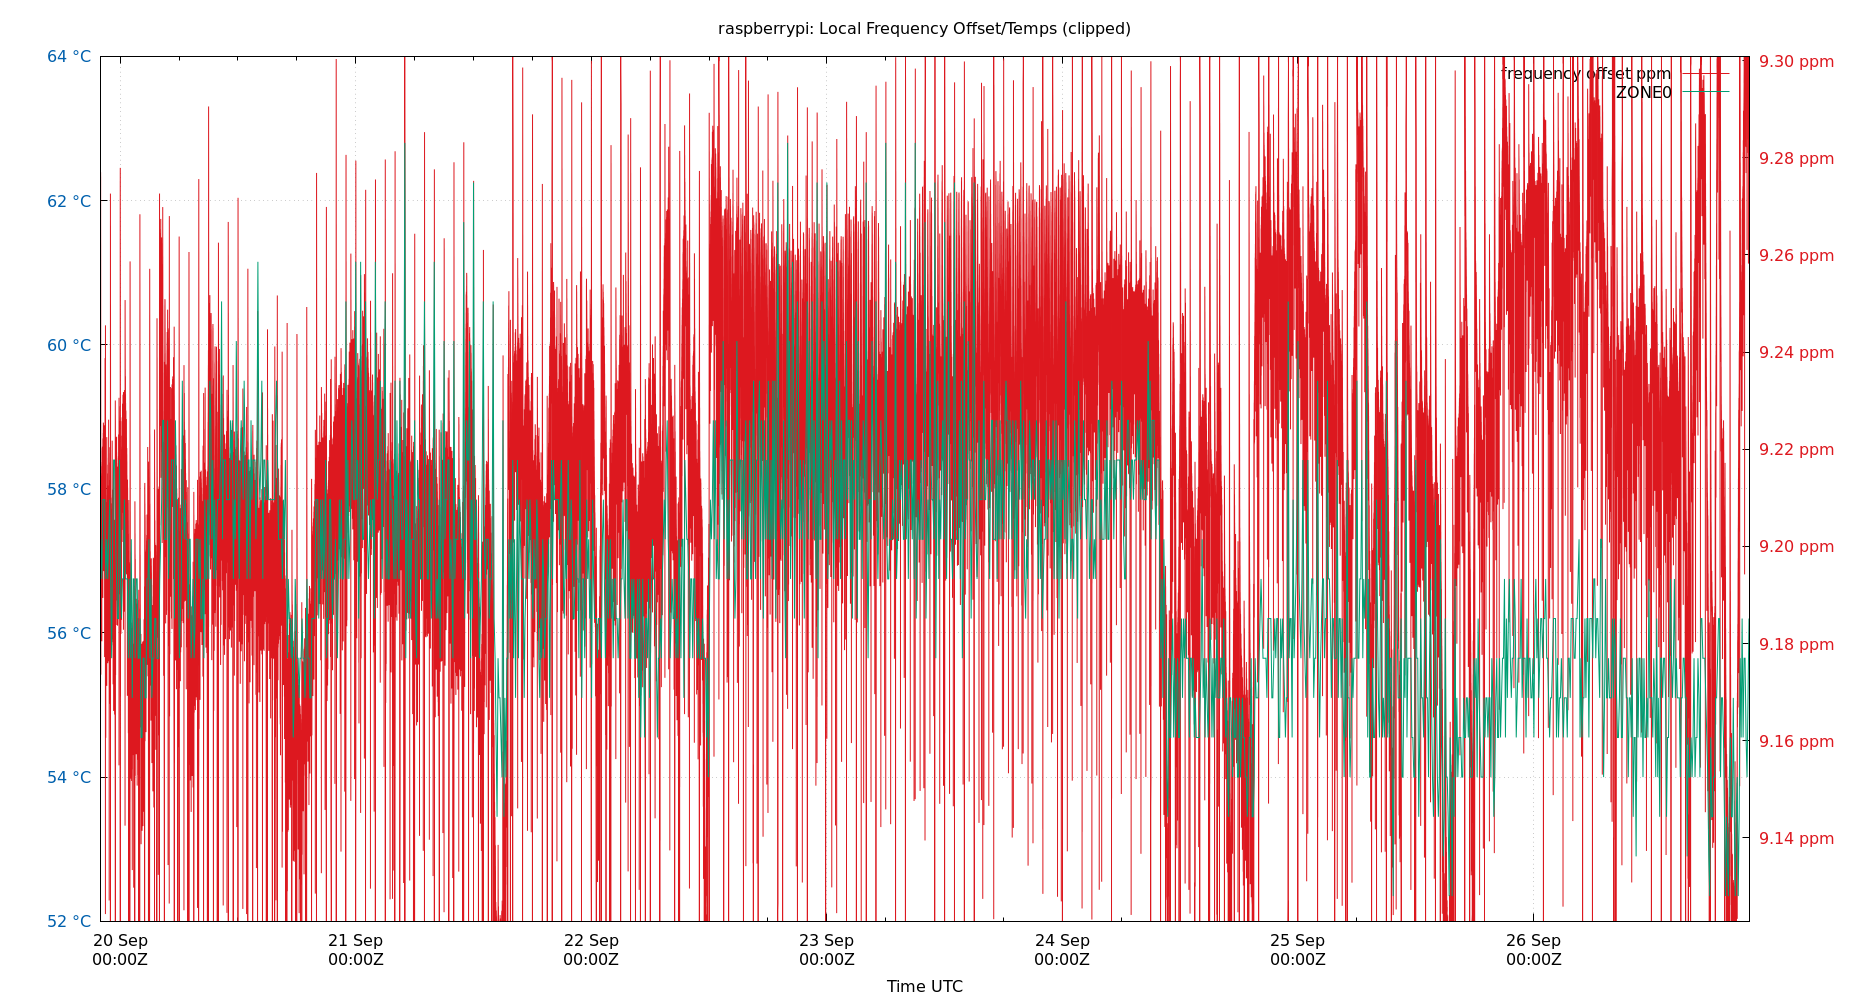 raspberrypi: Local Frequency Offset/Temps (clipped)
64 °C
62 °C
60 °C
58 °C
56 °C
54 °C
52 °C
9.30 ppm
9.28 ppm
9.26 ppm
9.24 ppm
9.22 ppm
9.20 ppm
9.18 ppm
9.16 ppm
9.14 ppm
frequency offset ppm
ZONE0
20 Sep
00:00Z
21 Sep
00:00Z
22 Sep
00:00Z
23 Sep
00:00Z
24 Sep
00:00Z
25 Sep
00:00Z
26 Sep
00:00Z
Time UTC